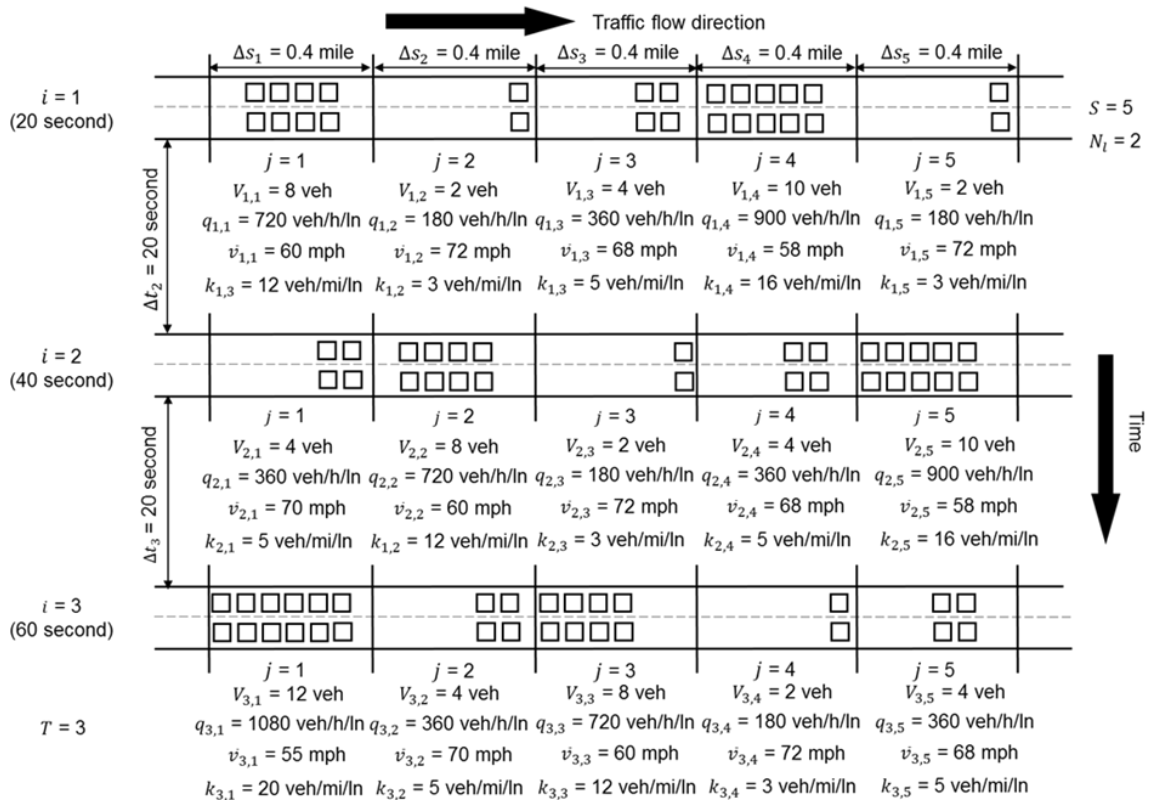 Traffic flow direction
Δs₁ = 0.4 mile Δs₂ = 0.4 mile Δs₃ = 0.4 mile Δs₄ = 0.4 mile Δs₅ = 0.4 mile
i = 1
(20 second)
S = 5
N_l = 2
j = 1 j = 2 j = 3 j = 4 j = 5
V₁,₁ = 8 veh V₁,₂ = 2 veh V₁,₃ = 4 veh V₁,₄ = 10 veh V₁,₅ = 2 veh
q₁,₁ = 720 veh/h/ln q₁,₂ = 180 veh/h/ln q₁,₃ = 360 veh/h/ln q₁,₄ = 900 veh/h/ln q₁,₅ = 180 veh/h/ln
v̇₁,₁ = 60 mph v̇₁,₂ = 72 mph v̇₁,₃ = 68 mph v̇₁,₄ = 58 mph v̇₁,₅ = 72 mph
k₁,₃ = 12 veh/mi/ln k₁,₂ = 3 veh/mi/ln k₁,₃ = 5 veh/mi/ln k₁,₄ = 16 veh/mi/ln k₁,₅ = 3 veh/mi/ln
Δt₂ = 20 second
i = 2
(40 second)
j = 1 j = 2 j = 3 j = 4 j = 5
V₂,₁ = 4 veh V₂,₂ = 8 veh V₂,₃ = 2 veh V₂,₄ = 4 veh V₂,₅ = 10 veh
q₂,₁ = 360 veh/h/ln q₂,₂ = 720 veh/h/ln q₂,₃ = 180 veh/h/ln q₂,₄ = 360 veh/h/ln q₂,₅ = 900 veh/h/ln
v̇₂,₁ = 70 mph v̇₂,₂ = 60 mph v̇₂,₃ = 72 mph v̇₂,₄ = 68 mph v̇₂,₅ = 58 mph
k₂,₁ = 5 veh/mi/ln k₁,₂ = 12 veh/mi/ln k₂,₃ = 3 veh/mi/ln k₂,₄ = 5 veh/mi/ln k₂,₅ = 16 veh/mi/ln
Δt₃ = 20 second
Time
i = 3
(60 second)
j = 1 j = 2 j = 3 j = 4 j = 5
V₃,₁ = 12 veh V₃,₂ = 4 veh V₃,₃ = 8 veh V₃,₄ = 2 veh V₃,₅ = 4 veh
T = 3
q₃,₁ = 1080 veh/h/ln q₃,₂ = 360 veh/h/ln q₃,₃ = 720 veh/h/ln q₃,₄ = 180 veh/h/ln q₃,₅ = 360 veh/h/ln
v̇₃,₁ = 55 mph v̇₃,₂ = 70 mph v̇₃,₃ = 60 mph v̇₃,₄ = 72 mph v̇₃,₅ = 68 mph
k₃,₁ = 20 veh/mi/ln k₃,₂ = 5 veh/mi/ln k₃,₃ = 12 veh/mi/ln k₃,₄ = 3 veh/mi/ln k₃,₅ = 5 veh/mi/ln